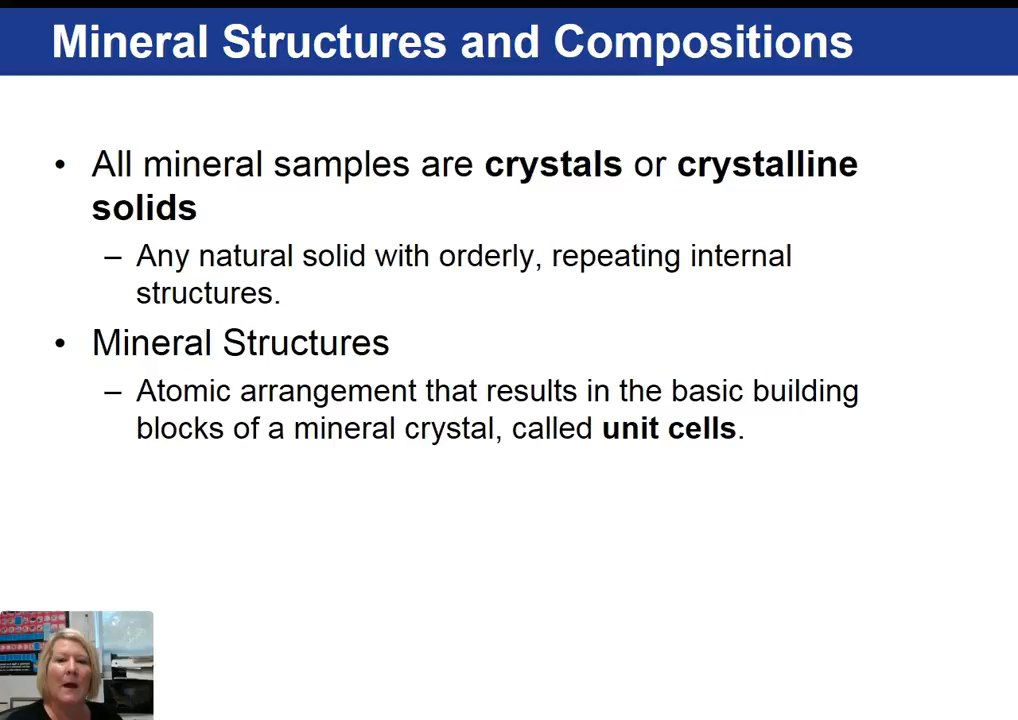 Mineral Structures and Compositions
• All mineral samples are crystals or crystalline
solids
– Any natural solid with orderly, repeating internal
structures.
• Mineral Structures
– Atomic arrangement that results in the basic building
blocks of a mineral crystal, called unit cells.